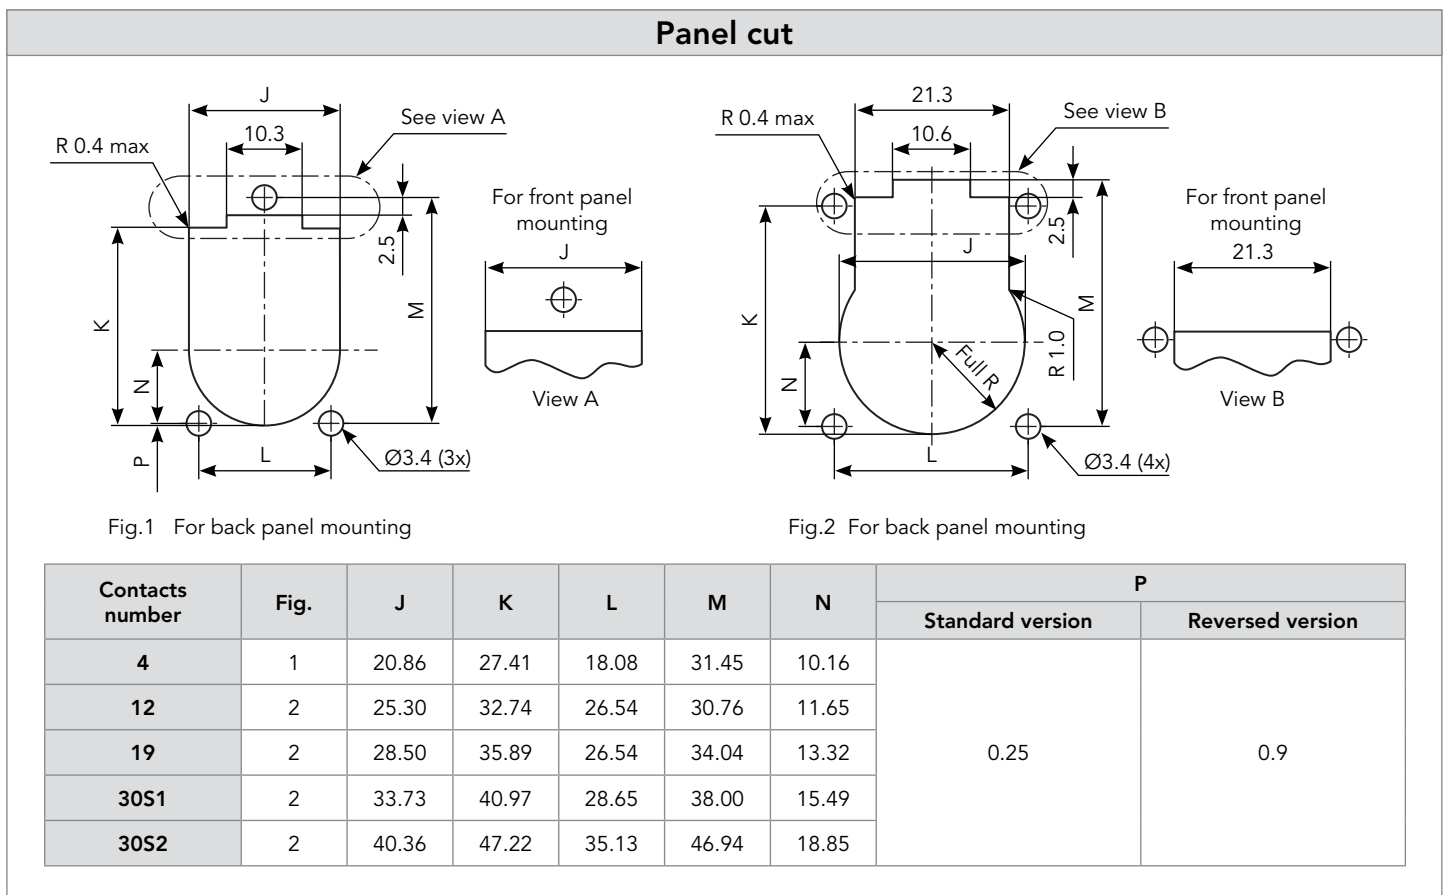 Panel cut
J
10.3
R 0.4 max
See view A
2.5
K
M
N
P
L
Ø3.4 (3x)
For front panel
mounting
J
View A
Fig.1 For back panel mounting
21.3
10.6
R 0.4 max
See view B
2.5
J
K
M
N
R 1.0
Full R
L
Ø3.4 (4x)
For front panel
mounting
21.3
View B
Fig.2 For back panel mounting
Contacts number Fig. J K L M N P
Standard version Reversed version
4 1 20.86 27.41 18.08 31.45 10.16
12 2 25.30 32.74 26.54 30.76 11.65
19 2 28.50 35.89 26.54 34.04 13.32 0.25 0.9
30S1 2 33.73 40.97 28.65 38.00 15.49
30S2 2 40.36 47.22 35.13 46.94 18.85